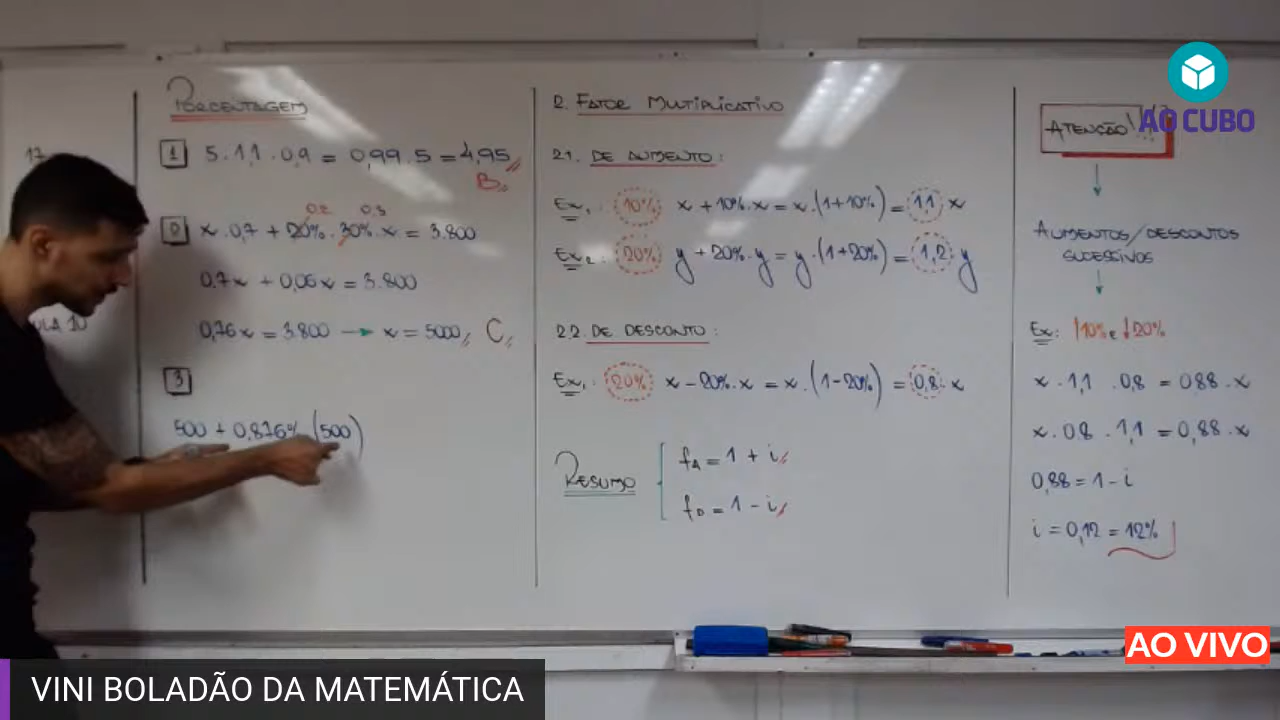 AO CUBO
PORCENTAGEM
1 5 . 1,1 . 0,9 = 0,99 . 5 = 4,95
B
0,2 0,3
x . 0,7 + 20% . 30% . x = 3.800
0,7x + 0,06x = 3.800
0,76x = 3.800 → x = 5000 C
3
500 + 0,876% (500)
17
ULA 10
2. FATOR MULTIPLICATIVO
2.1. DE AUMENTO:
Ex1: 10% x + 10% . x = x . (1 + 10%) = 1,1 x
Ex2: 20% y + 20% . y = y . (1 + 20%) = 1,2 y
2.2. DE DESCONTO:
Ex1: 20% x - 20% . x = x . (1 - 20%) = 0,8 . x
RESUMO
fA = 1 + i
fD = 1 - i
ATENÇÃO!!
↓
AUMENTOS/DESCONTOS
SUCESSIVOS
↓
Ex: ↑10% e ↓20%
x . 1,1 . 0,8 = 0,88 . x
x . 0,8 . 1,1 = 0,88 . x
0,88 = 1 - i
i = 0,12 = 12%
AO VIVO
VINI BOLADÃO DA MATEMÁTICA